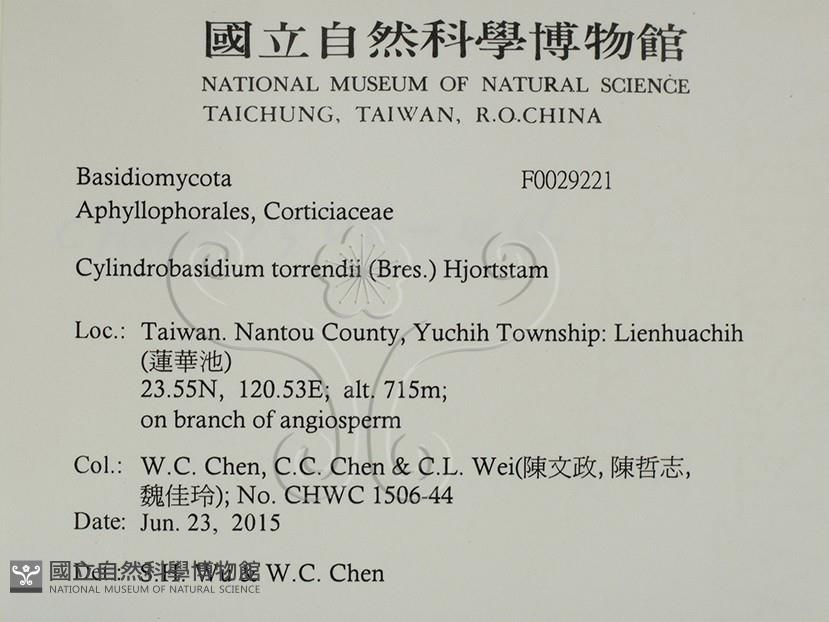 國立自然科學博物館
NATIONAL MUSEUM OF NATURAL SCIENCE
TAICHUNG, TAIWAN, R.O.CHINA
Basidiomycota F0029221
Aphyllophorales, Corticiaceae
Cylindrobasidium torrendii (Bres.) Hjortstam
Loc.: Taiwan. Nantou County, Yuchih Township: Lienhuachih
(蓮華池)
23.55N, 120.53E; alt. 715m;
on branch of angiosperm
Col.: W.C. Chen, C.C. Chen & C.L. Wei(陳文政, 陳哲志,
魏佳玲); No. CHWC 1506-44
Date: Jun. 23, 2015
S.H. Wu & W.C. Chen
國立自然科學博物館
NATIONAL MUSEUM OF NATURAL SCIENCE